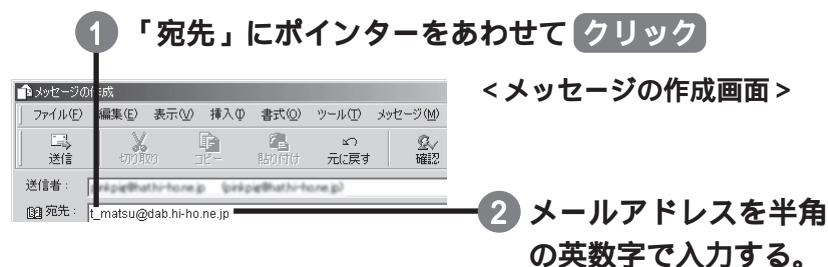 1 「宛先」にポインターをあわせて クリック
<メッセージの作成画面>
メッセージの作成
ファイル(F) 編集(E) 表示(V) 挿入(I) 書式(O) ツール(T) メッセージ(M)
送信 切り取り コピー 貼り付け 元に戻す 確認
送信者:
宛先: t_matsu@dab.hi-ho.ne.jp
2 メールアドレスを半角
の英数字で入力する。